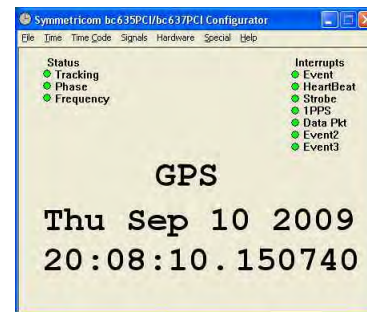 Symmetricom bc635PCI/bc637PCI Configurator
File Time Time Code Signals Hardware Special Help
Status
Tracking
Phase
Frequency
Interrupts
Event
HeartBeat
Strobe
1PPS
Data Pkt
Event2
Event3
GPS
Thu Sep 10 2009
20:08:10.150740